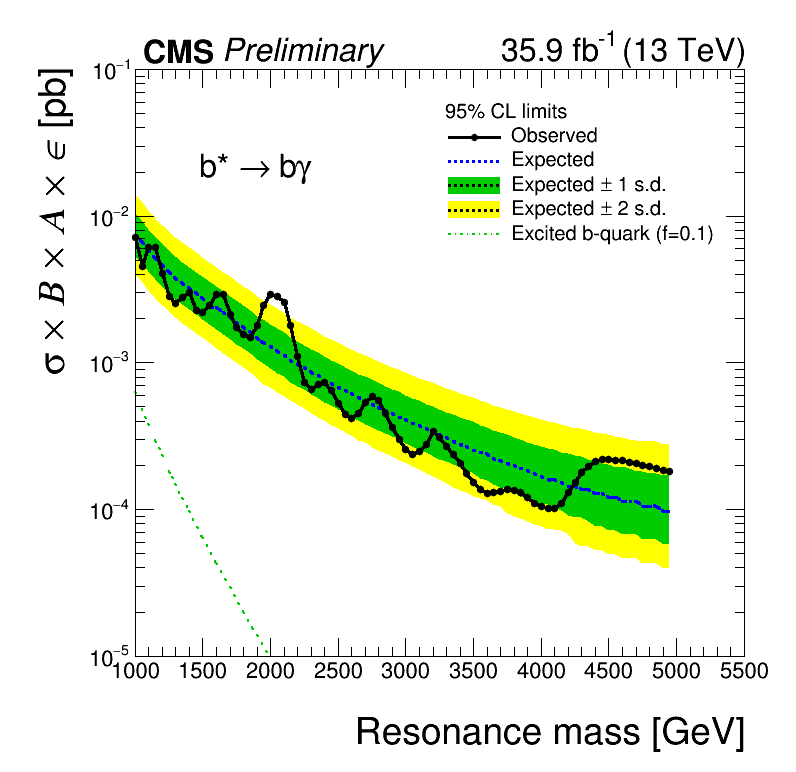 CMS Preliminary 35.9 fb⁻¹ (13 TeV)
σ × B × A × ϵ [pb]
10⁻¹
10⁻²
10⁻³
10⁻⁴
10⁻⁵
b* → bγ
95% CL limits
Observed
Expected
Expected ± 1 s.d.
Expected ± 2 s.d.
Excited b-quark (f=0.1)
1000 1500 2000 2500 3000 3500 4000 4500 5000 5500
Resonance mass [GeV]